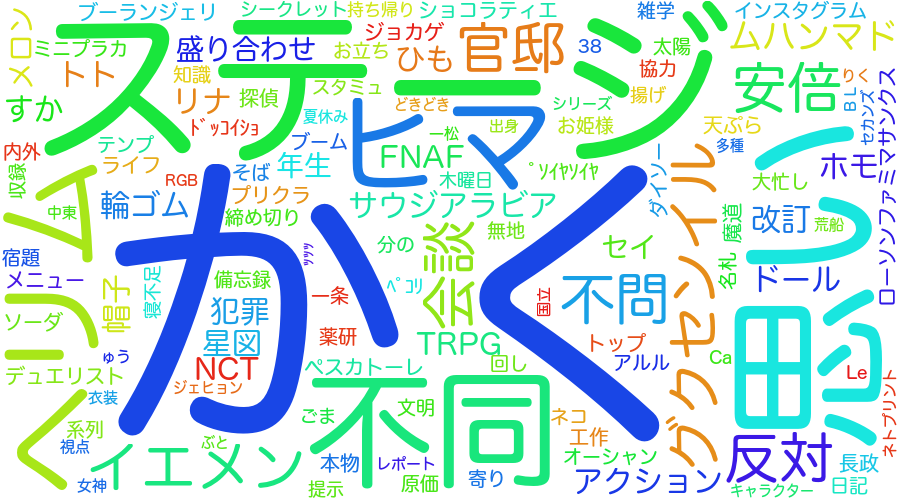 ブーランジェリ
シークレット
持ち帰り
ショコラティエ
雑学
インスタグラム
メロン
ミニプラカ
ステージ
盛り合わせ
お立ち
ジョカゲ
ひも
官邸
38
太陽
ムハンマド
トト
知識
スタミュ
協力
安倍
りく
BL
すか
リナ
探偵
夏休み
どきどき
シリーズ
揚げ
セカンズ
ドッコイショ
ヒマ
一松
出身
お姫様
天ぷら
ファミマサンクス
内外
テンプ
ブーム
FNAF
ソイヤソイヤ
多種
ホモ
収録
ライフ
RGB
そば
年生
木曜日
ダイソー
大忙し
中東
輪ゴム
プリクラ
サウジアラビア
改訂
荒船
ローソン
宿題
締め切り
無地
魔道
メニュー
帽子
寝不足
備忘録
分の
会談
セイ
名札
ドール
ソーダ
犯罪
一条
ペコリ
国立
不問
かく
クリーム
星図
薬研
TRPG
トップ
ゅう
NCT
ペスカトーレ
回し
アルル
Ca
Le
デュエリスト
衣装
ジェヒョン
不同
ネトプリント
系列
ごま
文明
ネコ
工作
反対
視点
イエメン
ぶと
本物
レポート
オーシャン
長政
女神
提示
原価
寄り
アクション
キャラクター
日記